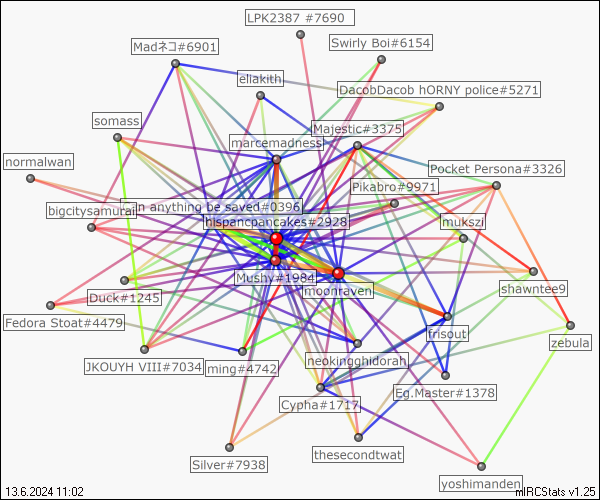 LPK2387 #7690
Swirly Boi#6154
Madネコ#6901
eliakith
DacobDacob hORNY police#5271
somass
Majestic#3375
marcemadness
normalwan
Pocket Persona#3326
Pikabro#9971
n anything be saved#0396
bigcitysamurai
hispancpancakes#2928
mukszi
Mushy#1984
shawntee9
moonraven
Duck#1245
Fedora Stoat#4479
frisout
zebula
JKOUYH VIII#7034
ming#4742
neokingghidorah
Eg.Master#1378
Cypha#1717
thesecondtwat
Silver#7938
yoshimanden
13.6.2024 11:02
mIRCStats v1.25